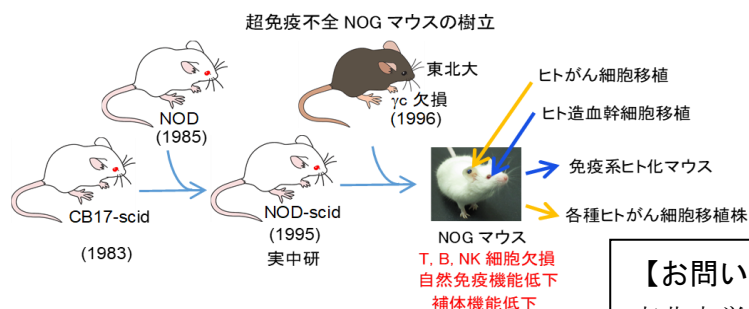 超免疫不全 NOG マウスの樹立
NOD
(1985)
東北大
γc 欠損
(1996)
CB17-scid
(1983)
NOD-scid
(1995)
実中研
ヒトがん細胞移植
ヒト造血幹細胞移植
免疫系ヒト化マウス
各種ヒトがん細胞移植株
NOG マウス
T, B, NK 細胞欠損
自然免疫機能低下
補体機能低下
【お問い